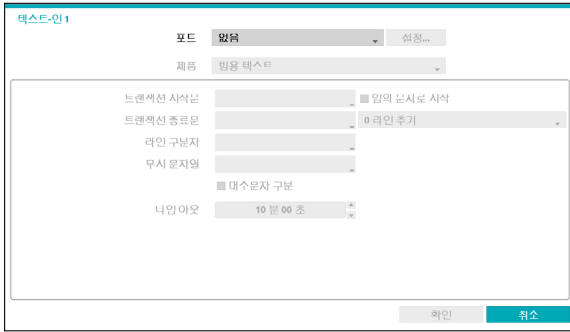 텍스트-인 1
포트 없음 설정...
제품 범용 텍스트
트랜잭션 시작문 임의 문자로 시작
트랜잭션 종료문 0 라인 추가
라인 구분자
무시 문자열
대소문자 구분
타임 아웃 10 분 00 초
확인 취소